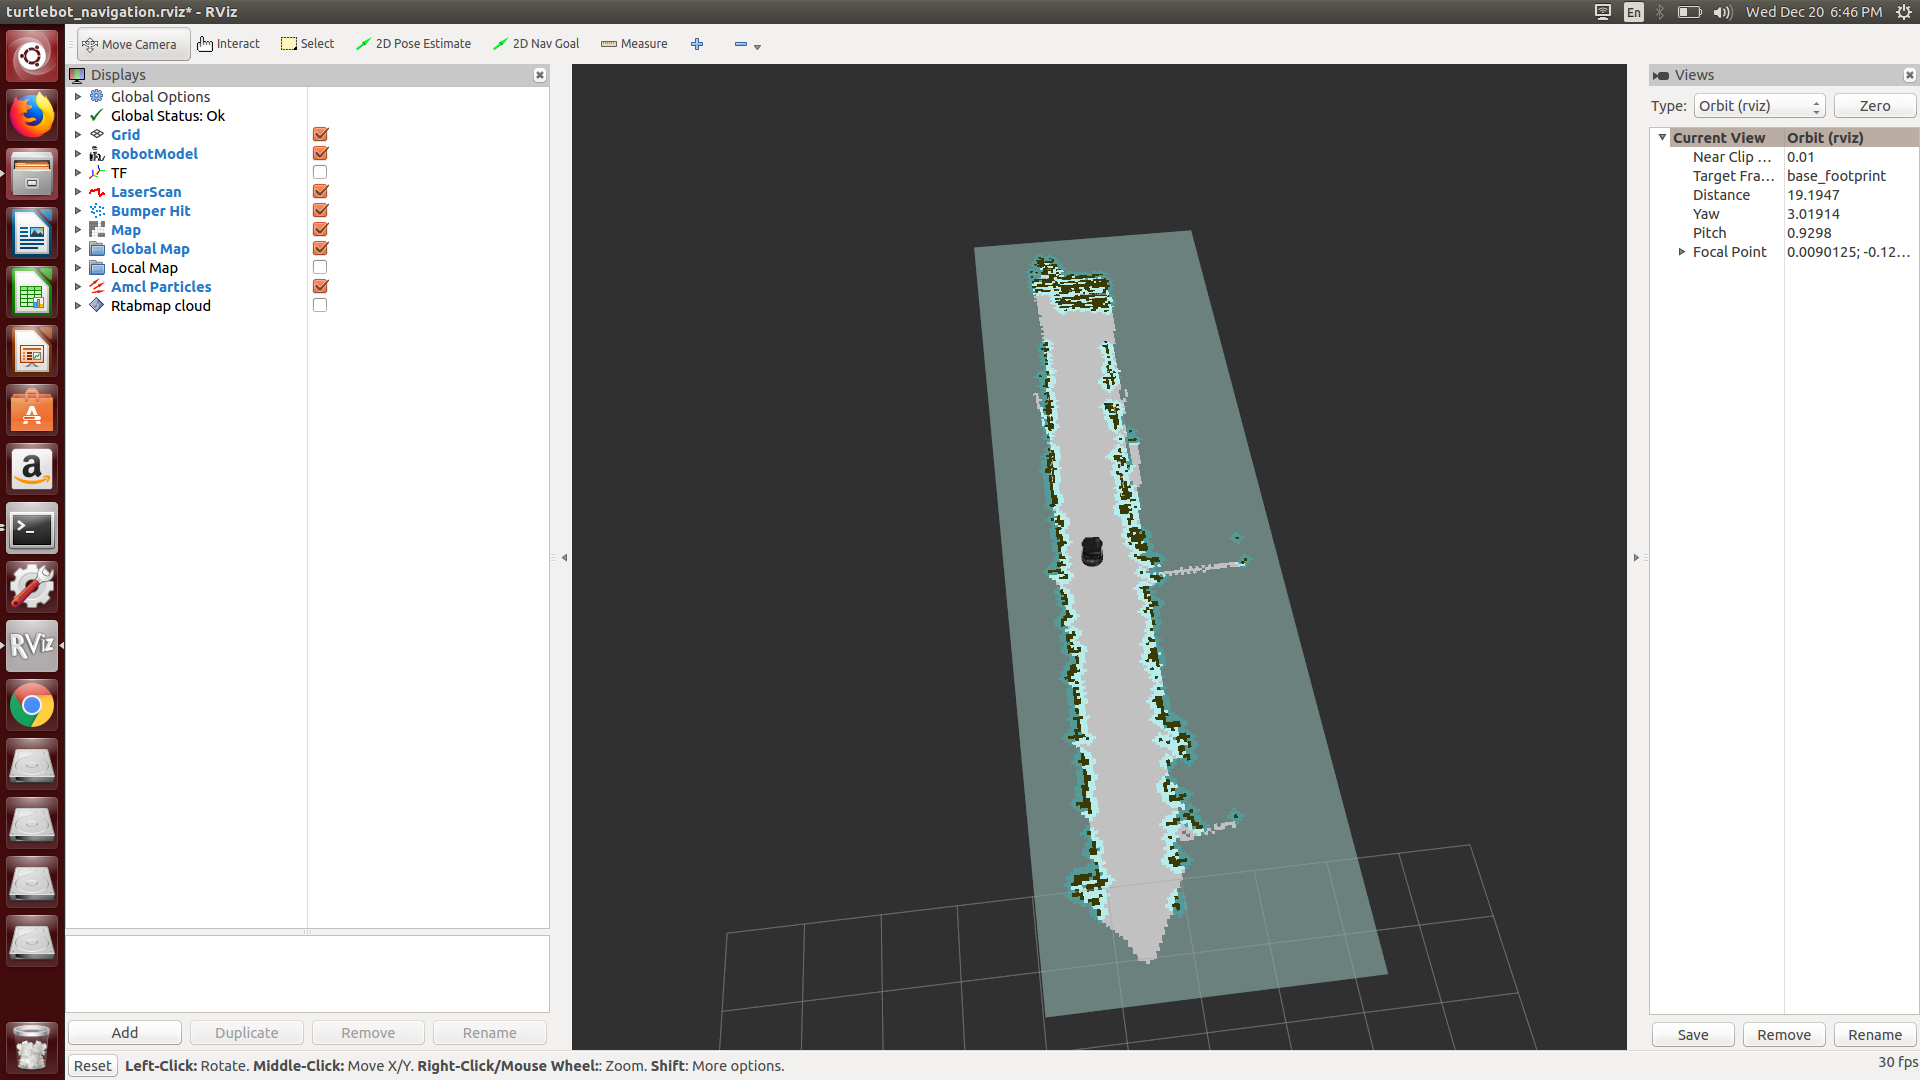 turtlebot_navigation.rviz* - RViz
En
Wed Dec 20 6:46 PM
Move Camera
Interact
Select
2D Pose Estimate
2D Nav Goal
Measure
Displays
Global Options
Global Status: Ok
Grid
RobotModel
TF
LaserScan
Bumper Hit
Map
Global Map
Local Map
Amcl Particles
Rtabmap cloud
Add
Duplicate
Remove
Rename
Reset
Left-Click: Rotate. Middle-Click: Move X/Y. Right-Click/Mouse Wheel:: Zoom. Shift: More options.
30 fps
Views
Type:
Orbit (rviz)
Zero
Current View
Orbit (rviz)
Near Clip ...
0.01
Target Fra...
base_footprint
Distance
19.1947
Yaw
3.01914
Pitch
0.9298
Focal Point
0.0090125; -0.12...
Save
Remove
Rename
A
a
>_
RViz